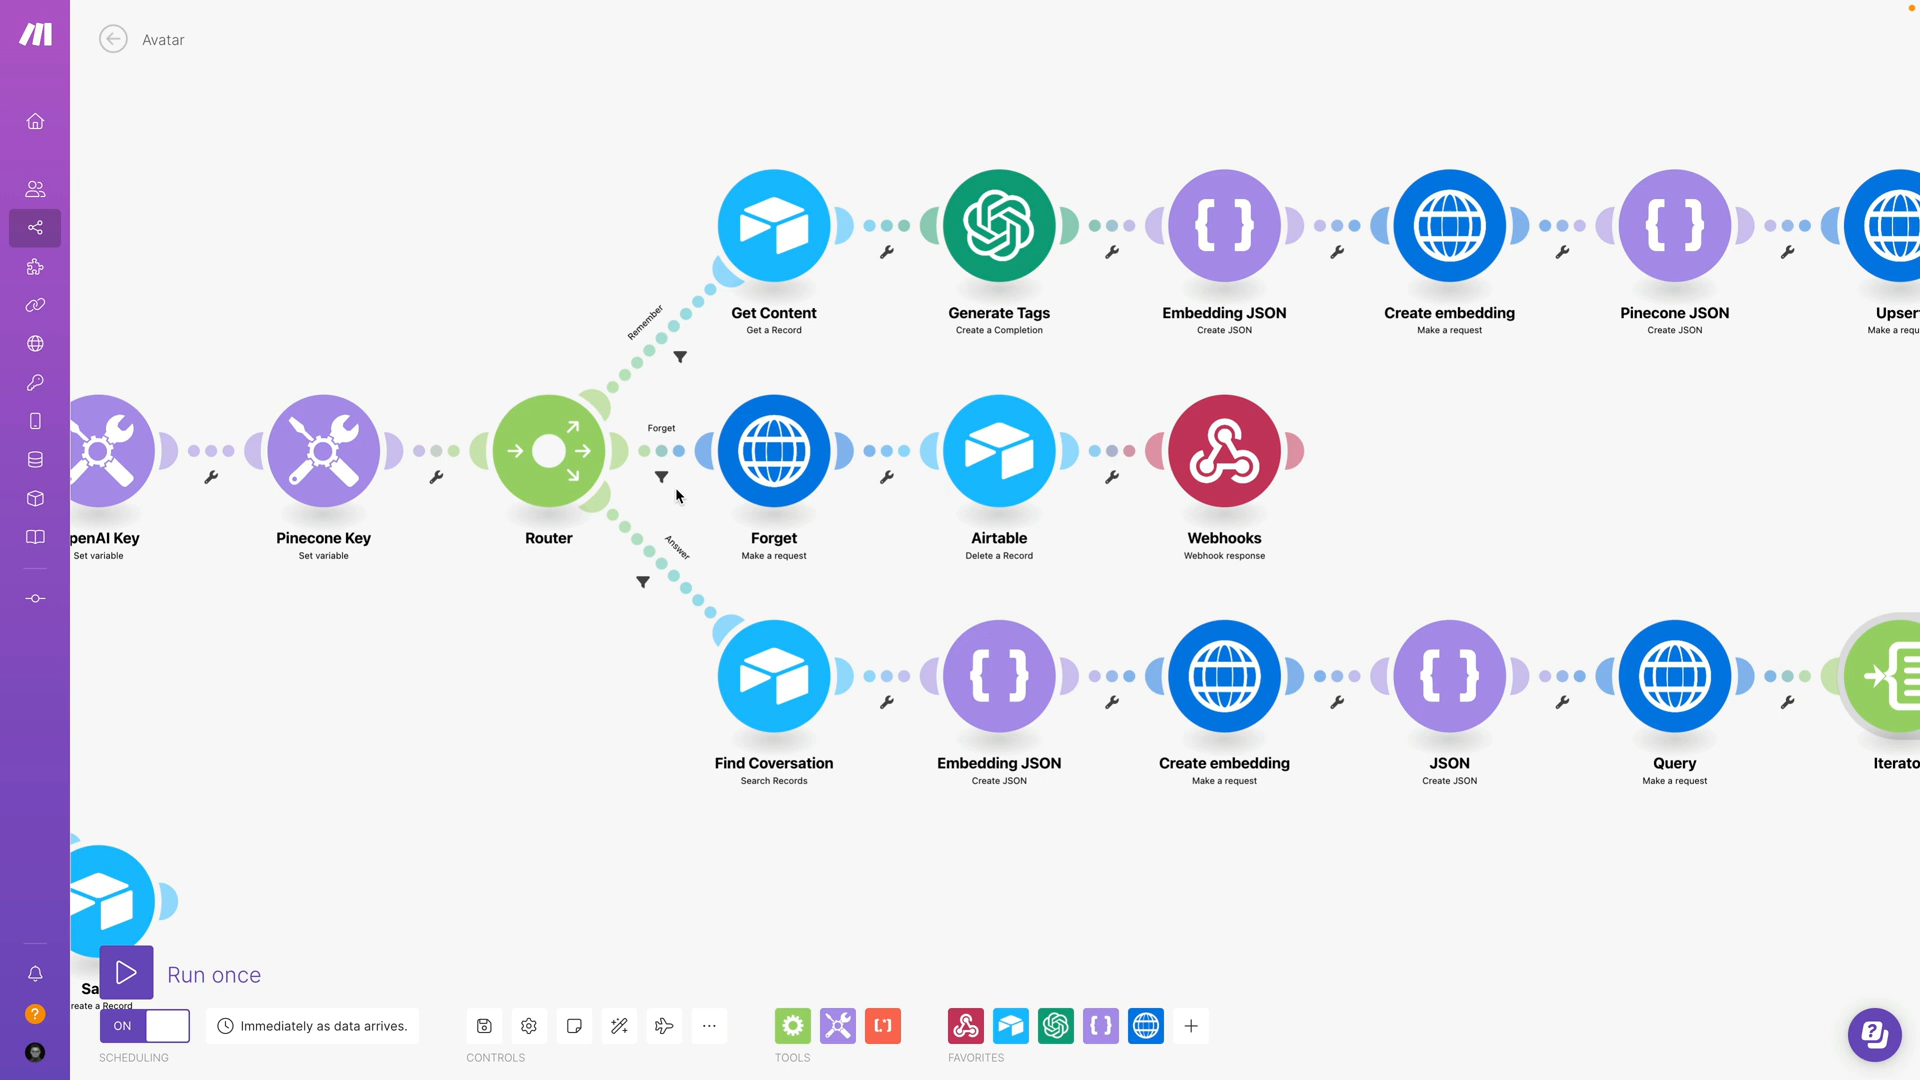 Avatar
Remember
Get Content
Get a Record
Generate Tags
Create a Completion
Embedding JSON
Create JSON
Create embedding
Make a request
Pinecone JSON
Create JSON
Upser
Make a requ
Forget
penAI Key
Set variable
Pinecone Key
Set variable
Router
Forget
Make a request
Airtable
Delete a Record
Webhooks
Webhook response
Answer
Find Coversation
Search Records
Embedding JSON
Create JSON
Create embedding
Make a request
JSON
Create JSON
Query
Make a request
Iterato
Sa
reate a Record
Run once
ON
Immediately as data arrives.
SCHEDULING
CONTROLS
TOOLS
FAVORITES